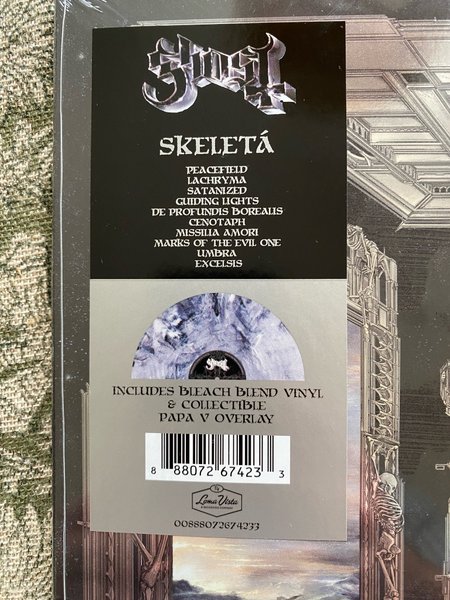 Ghost
SKELETÁ
PEACEFIELD
LACHRYMA
SATANIZED
GUIDING LIGHTS
DE PROFUNDIS BOREALIS
CENOTAPH
MISSILIA AMORI
MARKS OF THE EVIL ONE
UMBRA
EXCELSIS
INCLUDES BLEACH BLEND VINYL
& COLLECTIBLE
PAPA V OVERLAY
8 88072 67423 3
Loma Vista
00888072674233